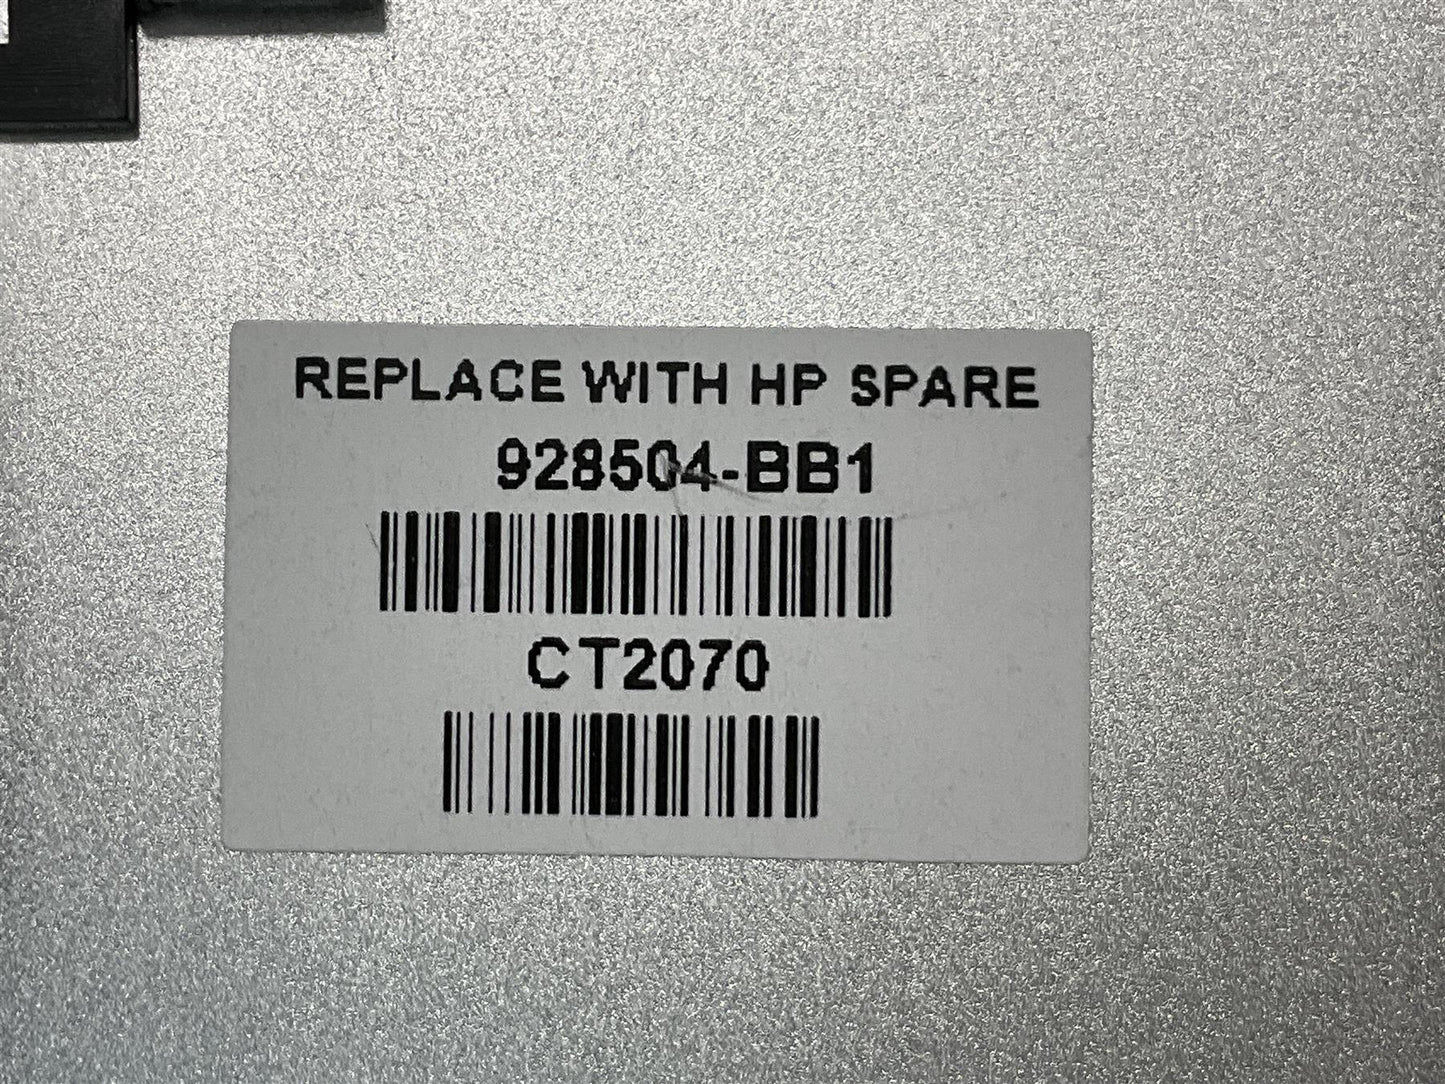 REPLACE WITH HP SPARE
928504-BB1
CT2070